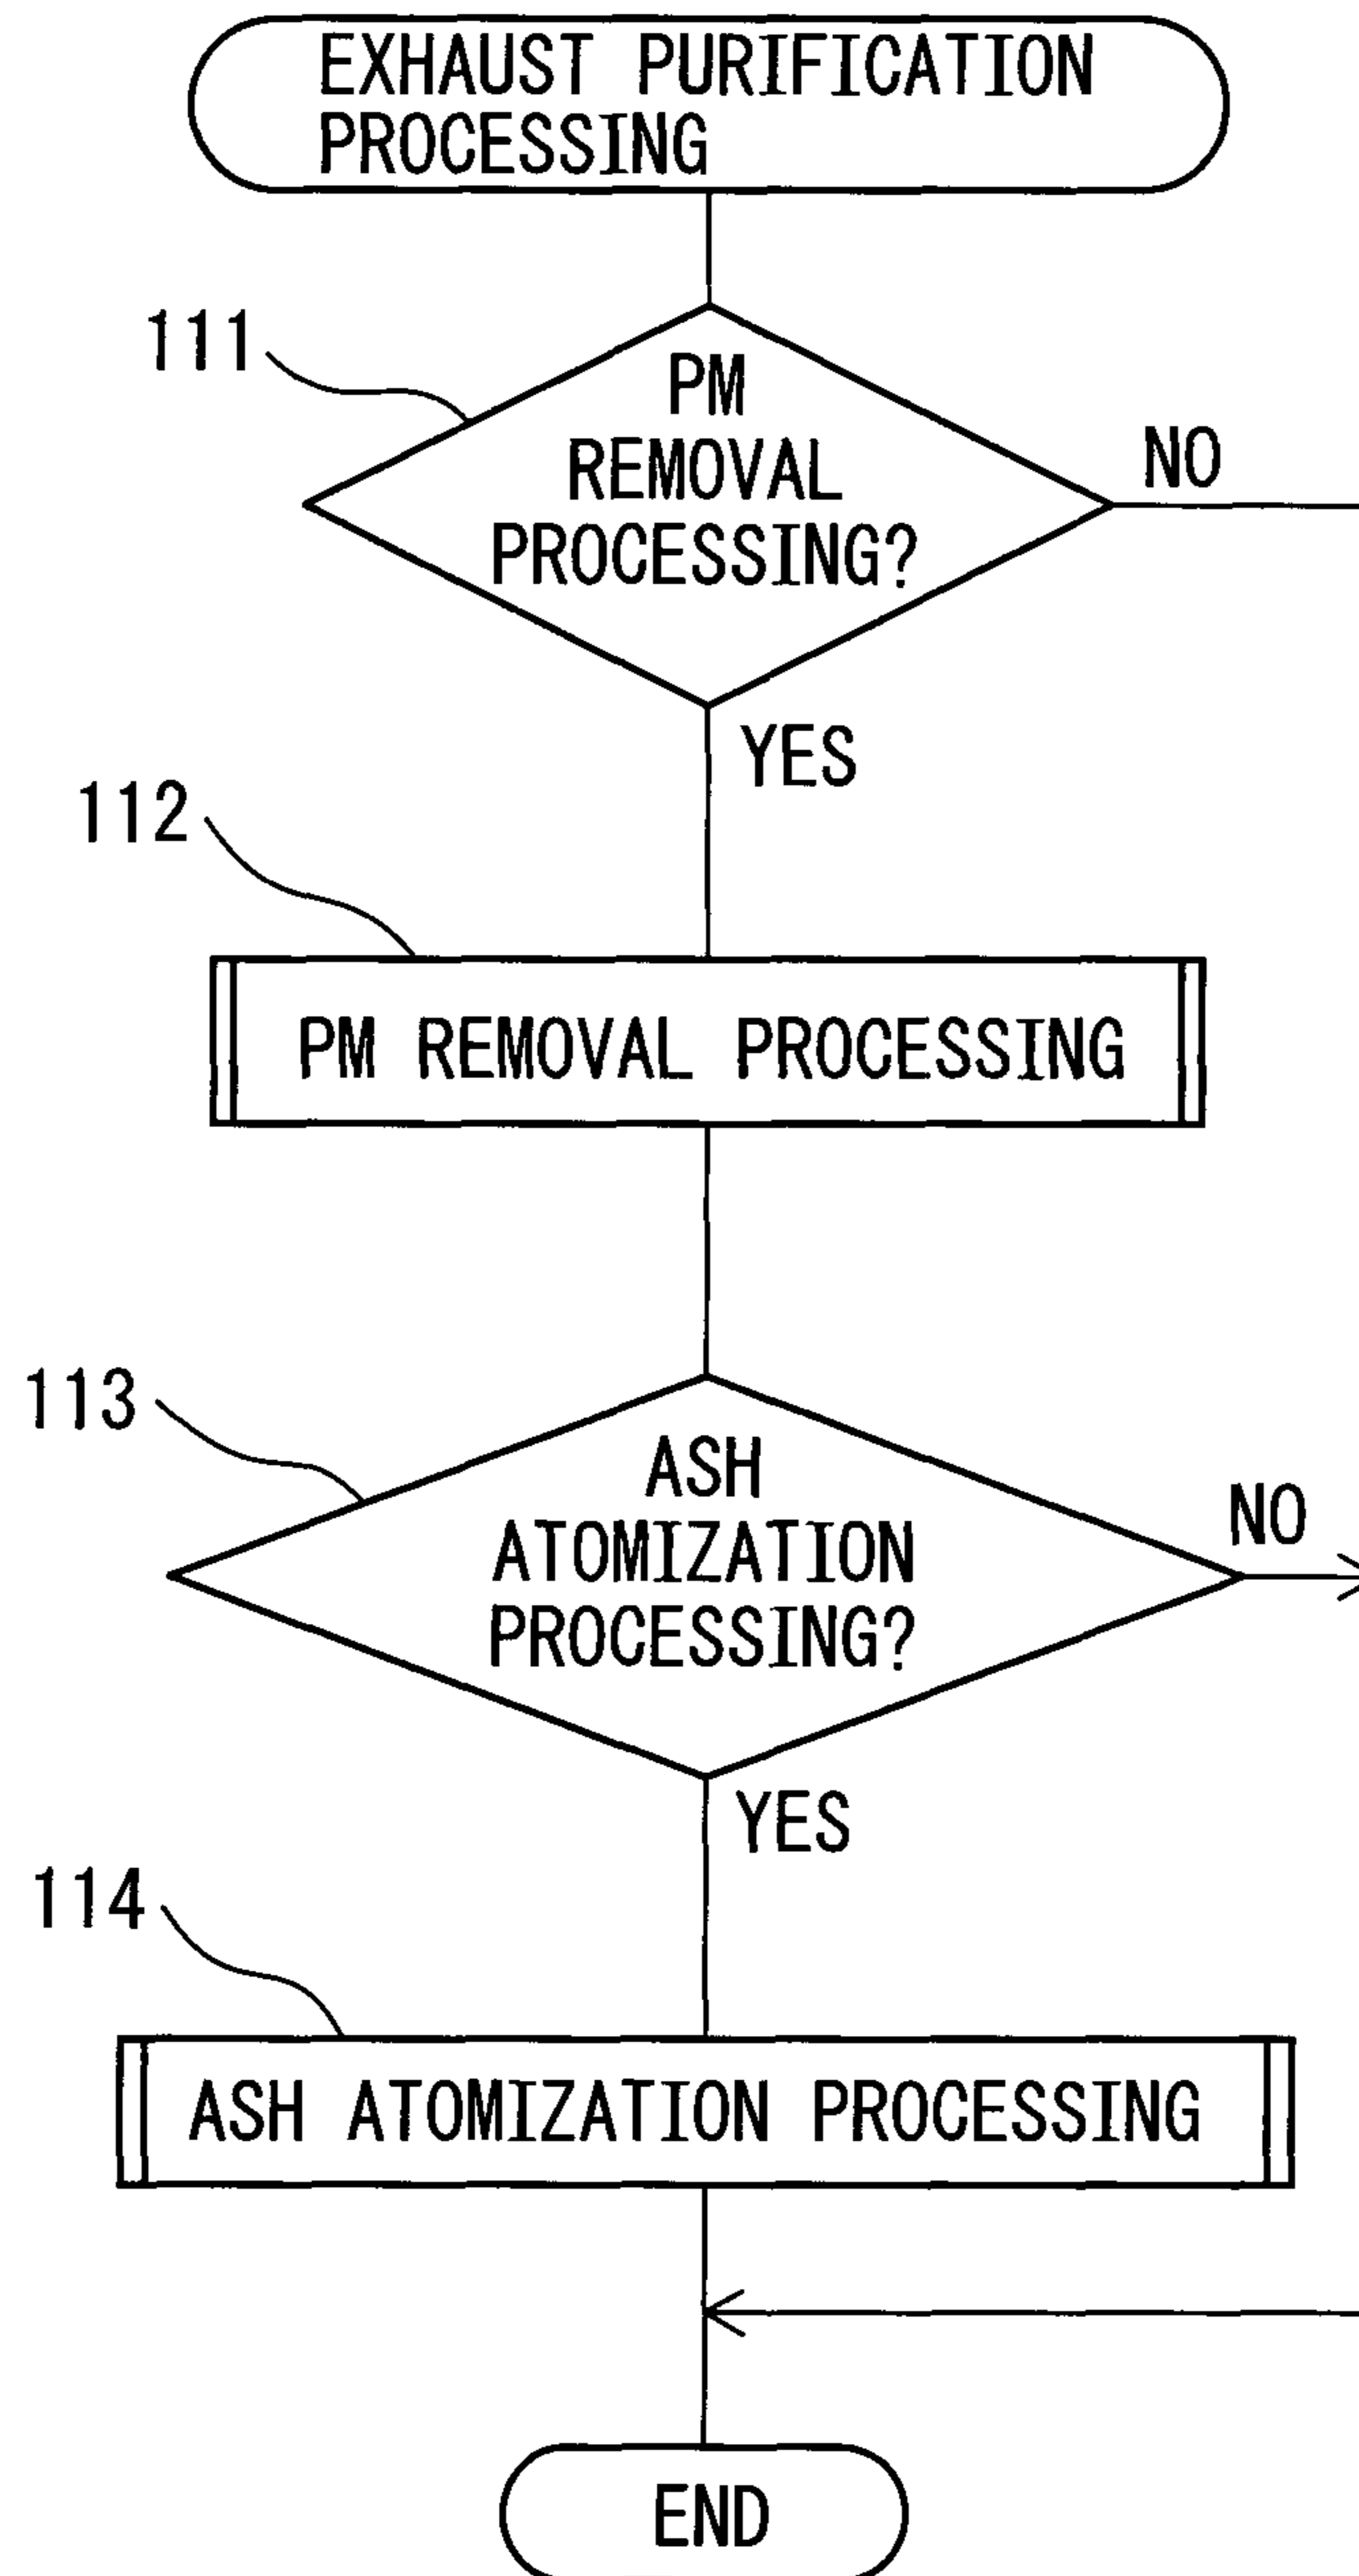 EXHAUST PURIFICATION
PROCESSING
111
PM
REMOVAL
PROCESSING?
NO
YES
112
PM REMOVAL PROCESSING
113
ASH
ATOMIZATION
PROCESSING?
NO
YES
114
ASH ATOMIZATION PROCESSING
END